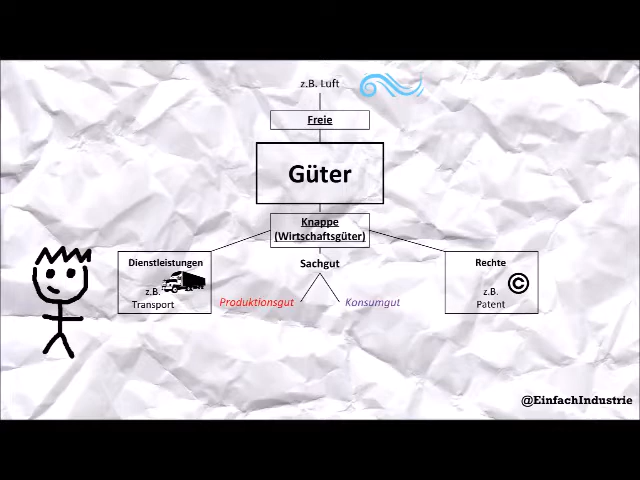 z.B. Luft
Freie
Güter
Knappe
(Wirtschaftsgüter)
Dienstleistungen
z.B.
Transport
Sachgut
Produktionsgut
Konsumgut
Rechte
©
z.B.
Patent
@EinfachIndustrie